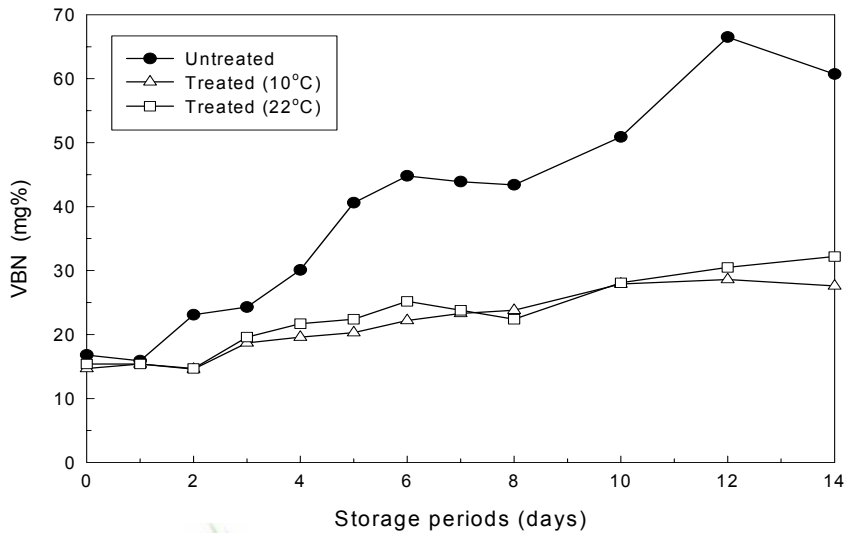 70
60
50
40
30
20
10
0
VBN (mg%)
Untreated
Treated (10°C)
Treated (22°C)
0 2 4 6 8 10 12 14
Storage periods (days)